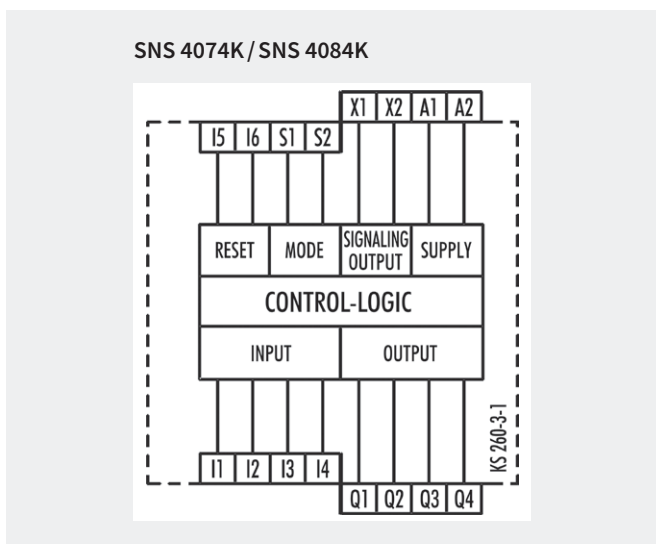 SNS 4074K / SNS 4084K
X1 X2 A1 A2
I5 I6 S1 S2
RESET MODE SIGNALING OUTPUT SUPPLY
CONTROL-LOGIC
INPUT OUTPUT
KS 260-3-1
I1 I2 I3 I4
Q1 Q2 Q3 Q4